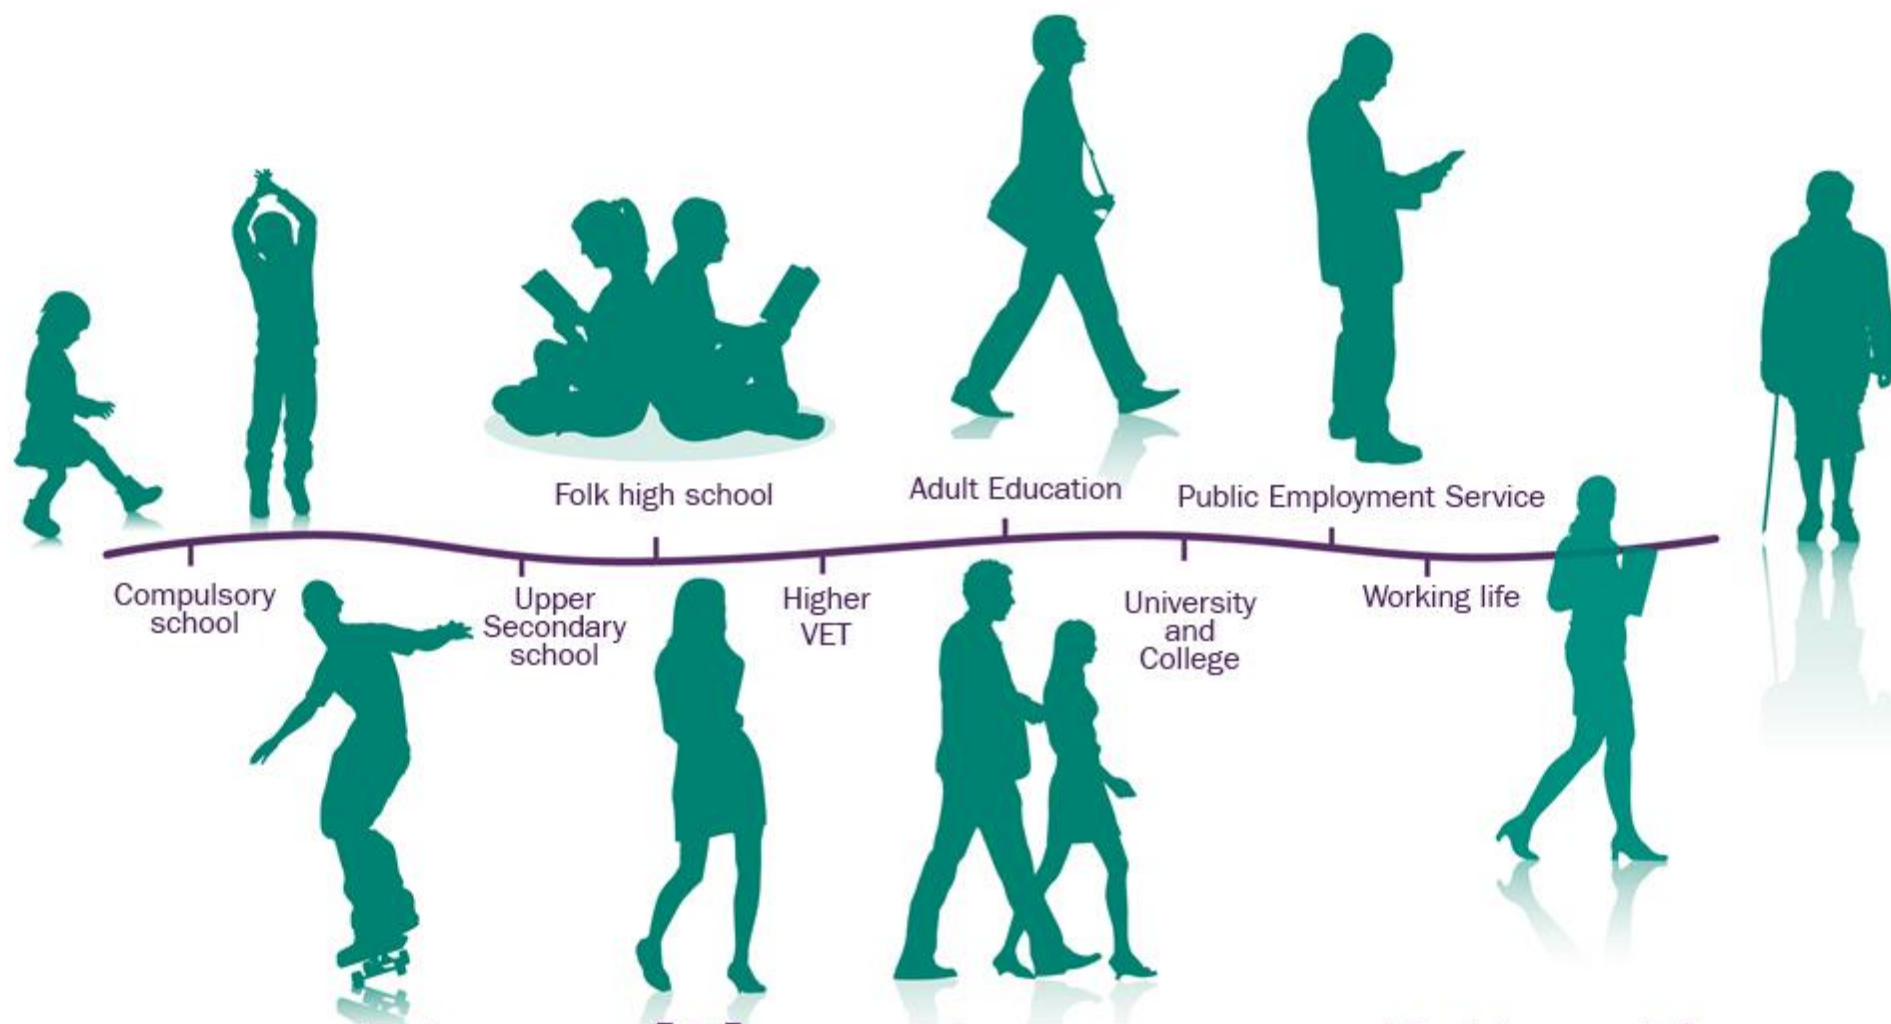 Folk high school
Adult Education
Public Employment Service
Compulsory
school
Upper
Secondary
school
Higher
VET
University
and
College
Working life